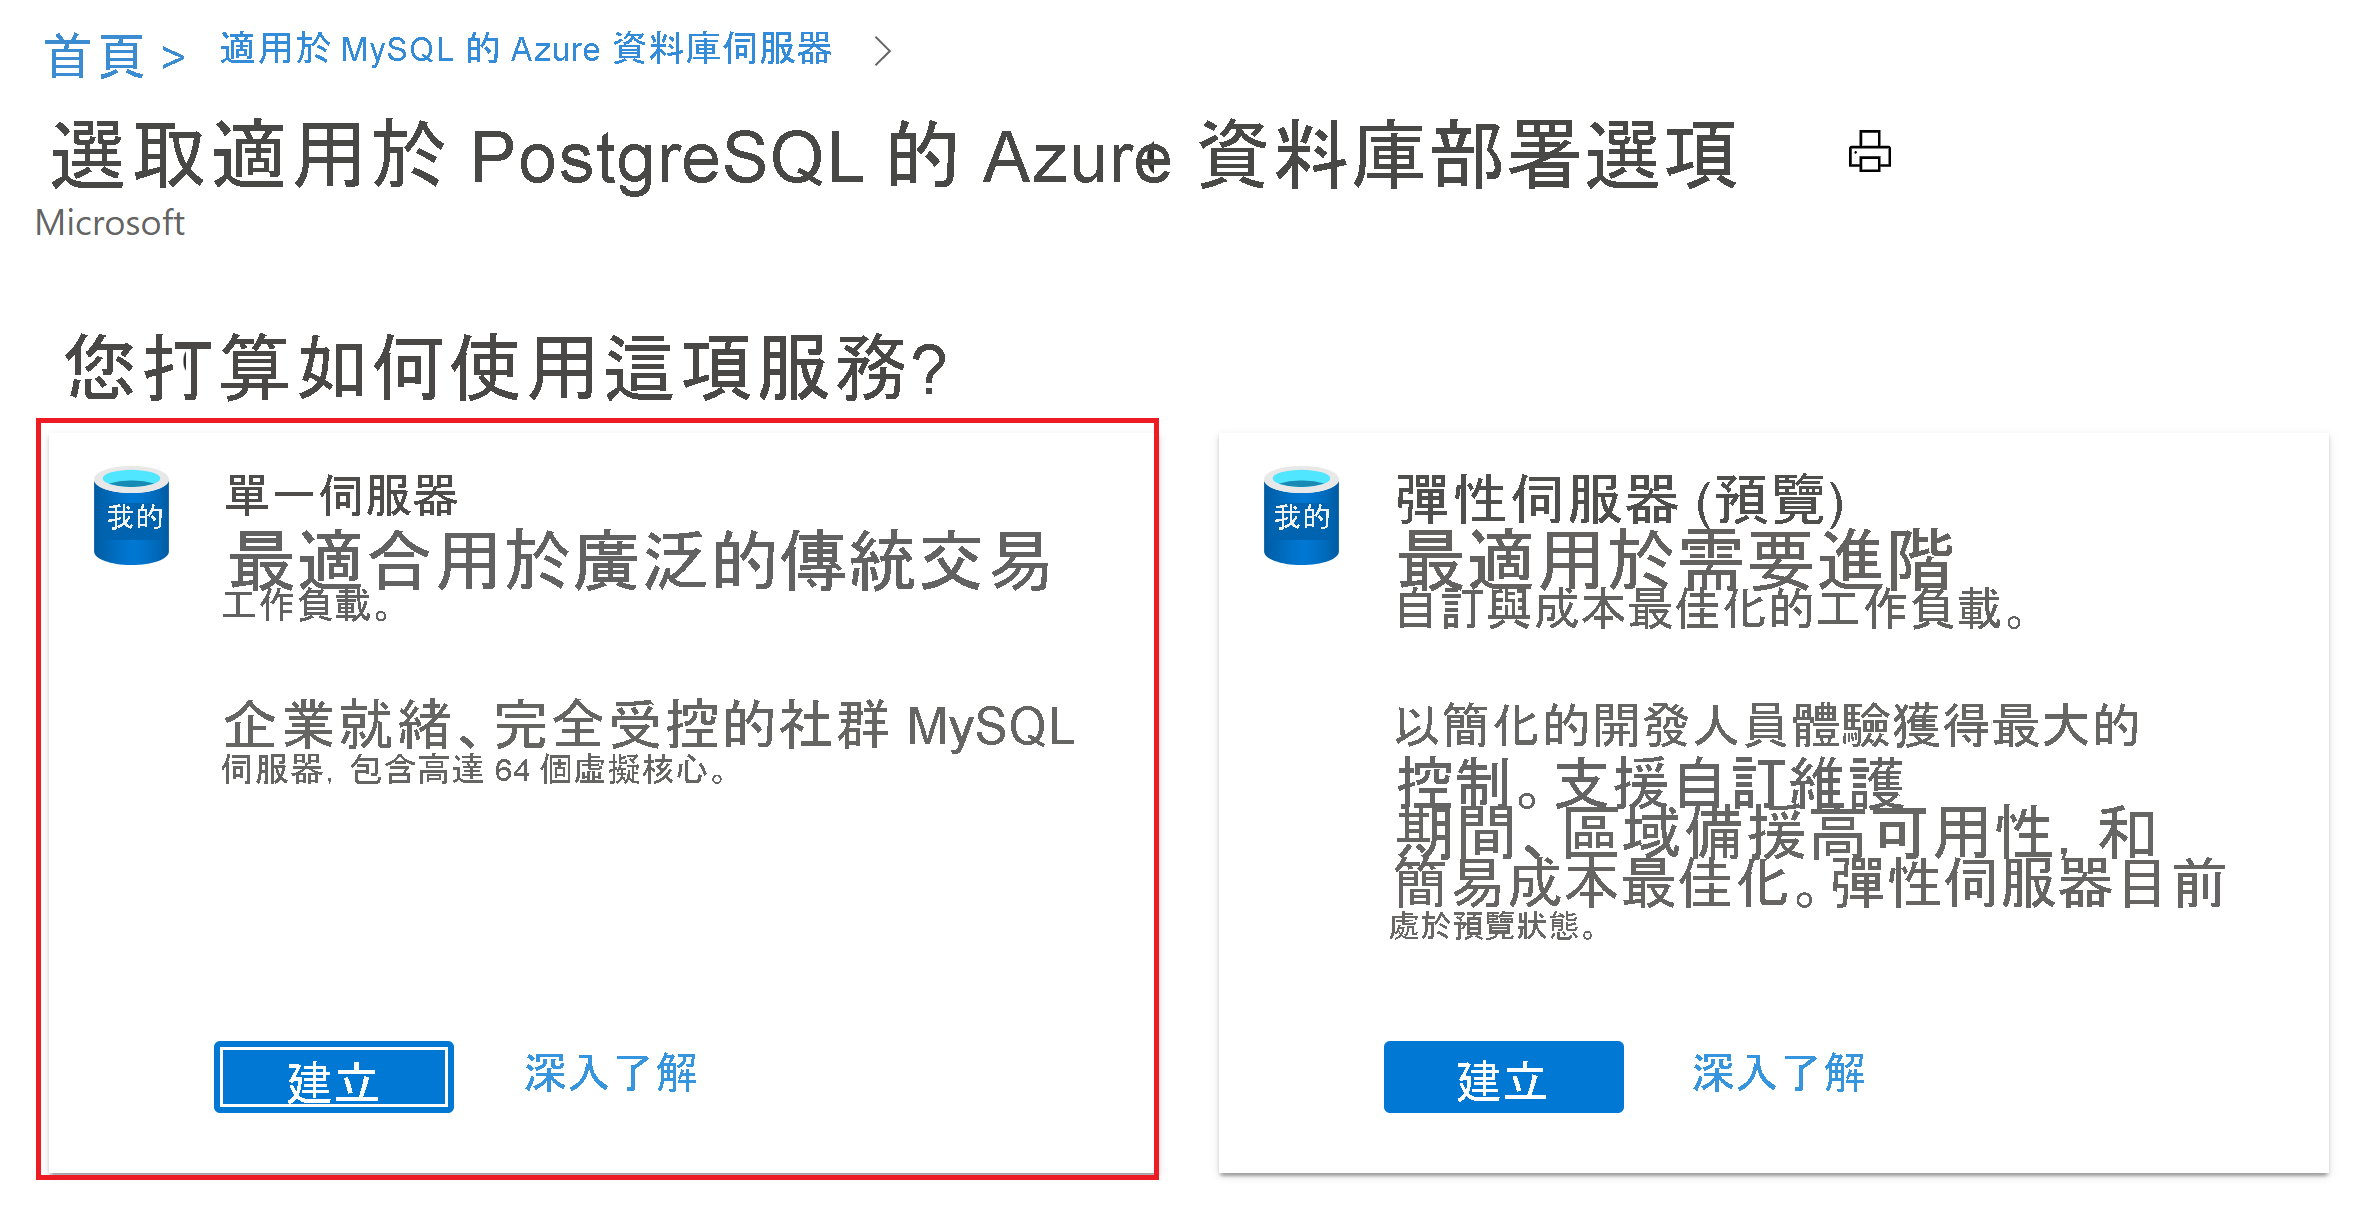 首頁 > 適用於 MySQL 的 Azure 資料庫伺服器 >
選取適用於 PostgreSQL 的 Azure 資料庫部署選項
Microsoft
您打算如何使用這項服務?
我的
單一伺服器
最適合用於廣泛的傳統交易
工作負載。
企業就緒、完全受控的社群 MySQL
伺服器, 包含高達 64 個虛擬核心。
建立 深入了解
我的
彈性伺服器 (預覽)
最適用於需要進階
自訂與成本最佳化的工作負載。
以簡化的開發人員體驗獲得最大的
控制。支援自訂維護
期間、區域備援高可用性, 和
簡易成本最佳化。彈性伺服器目前
處於預覽狀態。
建立 深入了解